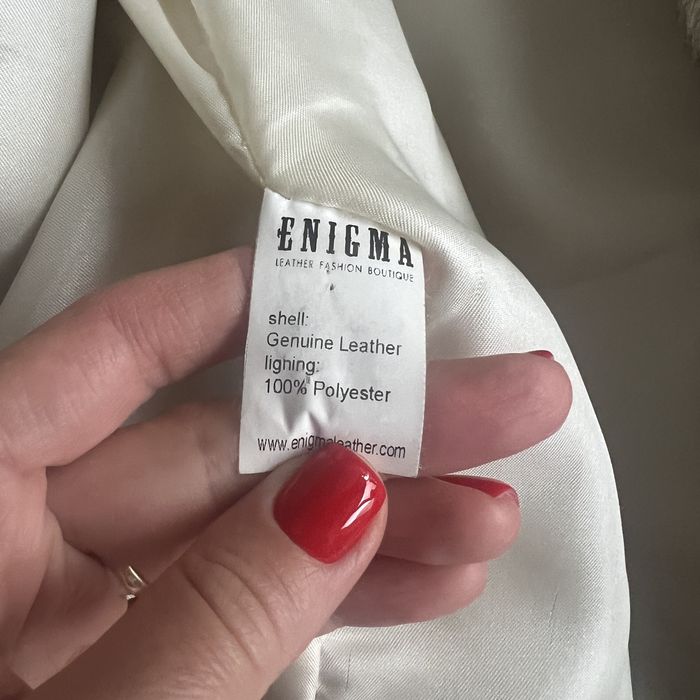 ENIGMA
LEATHER FASHION BOUTIQUE
shell:
Genuine Leather
lighing:
100% Polyester
www.enigmaleather.com